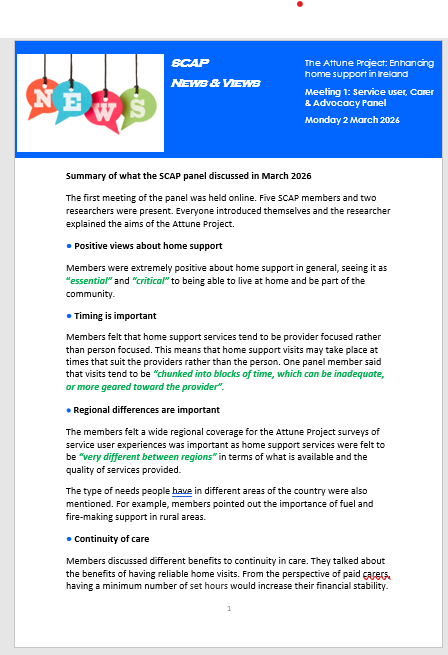 NEWS
SCAP
NEWS & VIEWS
The Attune Project: Enhancing
home support in Ireland
Meeting 1: Service User, Carer
& Advocacy Panel
Monday 2 March 2026
Summary of what the SCAP panel discussed in March 2026
The first meeting of the panel was held online. Five SCAP members and two
researchers were present. Everyone introduced themselves and the researcher
explained the aims of the Attune Project.
• Positive views about home support
Members were extremely positive about home support in general, seeing it as
"essential" and "critical" to being able to live at home and be part of the
community.
• Timing is important
Members felt that home support services tend to be provider focused rather
than person focused. This means that home support visits may take place at
times that suit the providers rather than the person. One panel member said
that visits tend to be "chunked into blocks of time, which can be inadequate,
or more geared toward the provider".
• Regional differences are important
The members felt a wide regional coverage for the Attune Project surveys of
service user experiences was important as home support services were felt to
be "very different between regions" in terms of what is available and the
quality of services provided.
The type of needs people have in different areas of the country were also
mentioned. For example, members pointed out the importance of fuel and
fire-making support in rural areas.
• Continuity of care
Members discussed different benefits to continuity in care. They talked about
the benefits of having reliable home visits. From the perspective of paid carers,
having a minimum number of set hours would increase their financial stability.
1